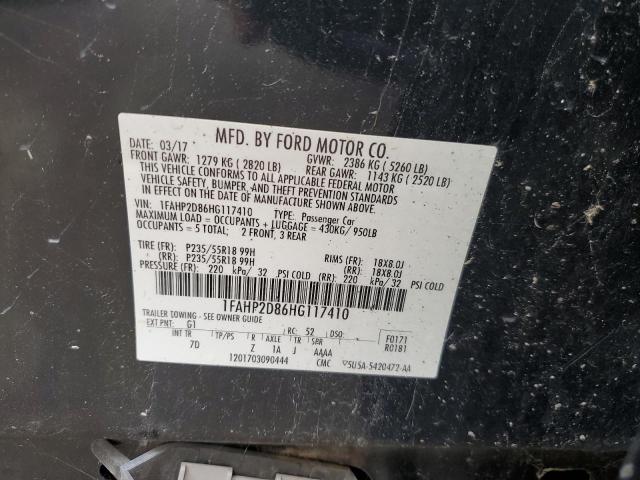 MFD. BY FORD MOTOR CO.
DATE: 03/17 GVWR: 2386 KG ( 5260 LB)
FRONT GAWR: 1279 KG ( 2820 LB) REAR GAWR: 1143 KG ( 2520 LB)
THIS VEHICLE CONFORMS TO ALL APPLICABLE FEDERAL MOTOR
VEHICLE SAFETY, BUMPER, AND THEFT PREVENTION STANDARDS
IN EFFECT ON THE DATE OF MANUFACTURE SHOWN ABOVE.
VIN: 1FAHP2D86HG117410 TYPE: Passenger Car
MAXIMUM LOAD = OCCUPANTS + LUGGAGE = 430KG/ 950LB
OCCUPANTS = 5 TOTAL; 2 FRONT, 3 REAR
TIRE (FR): P235/55R18 99H RIMS (FR): 18X8.0J
(RR): P235/55R18 99H (RR): 18X8.0J
PRESSURE (FR): 220 kPa/ 32 PSI COLD (RR): 220 kPa/ 32 PSI COLD
1FAHP2D86HG117410
TRAILER TOWING - SEE OWNER GUIDE
EXT PNT: G1 RC: 52 DSO: F0171
INT TR TP/PS R AXLE TR SBR R0181
7D Z 1A J AAAA
1201703090444 CMC 5U5A-5420472-AA